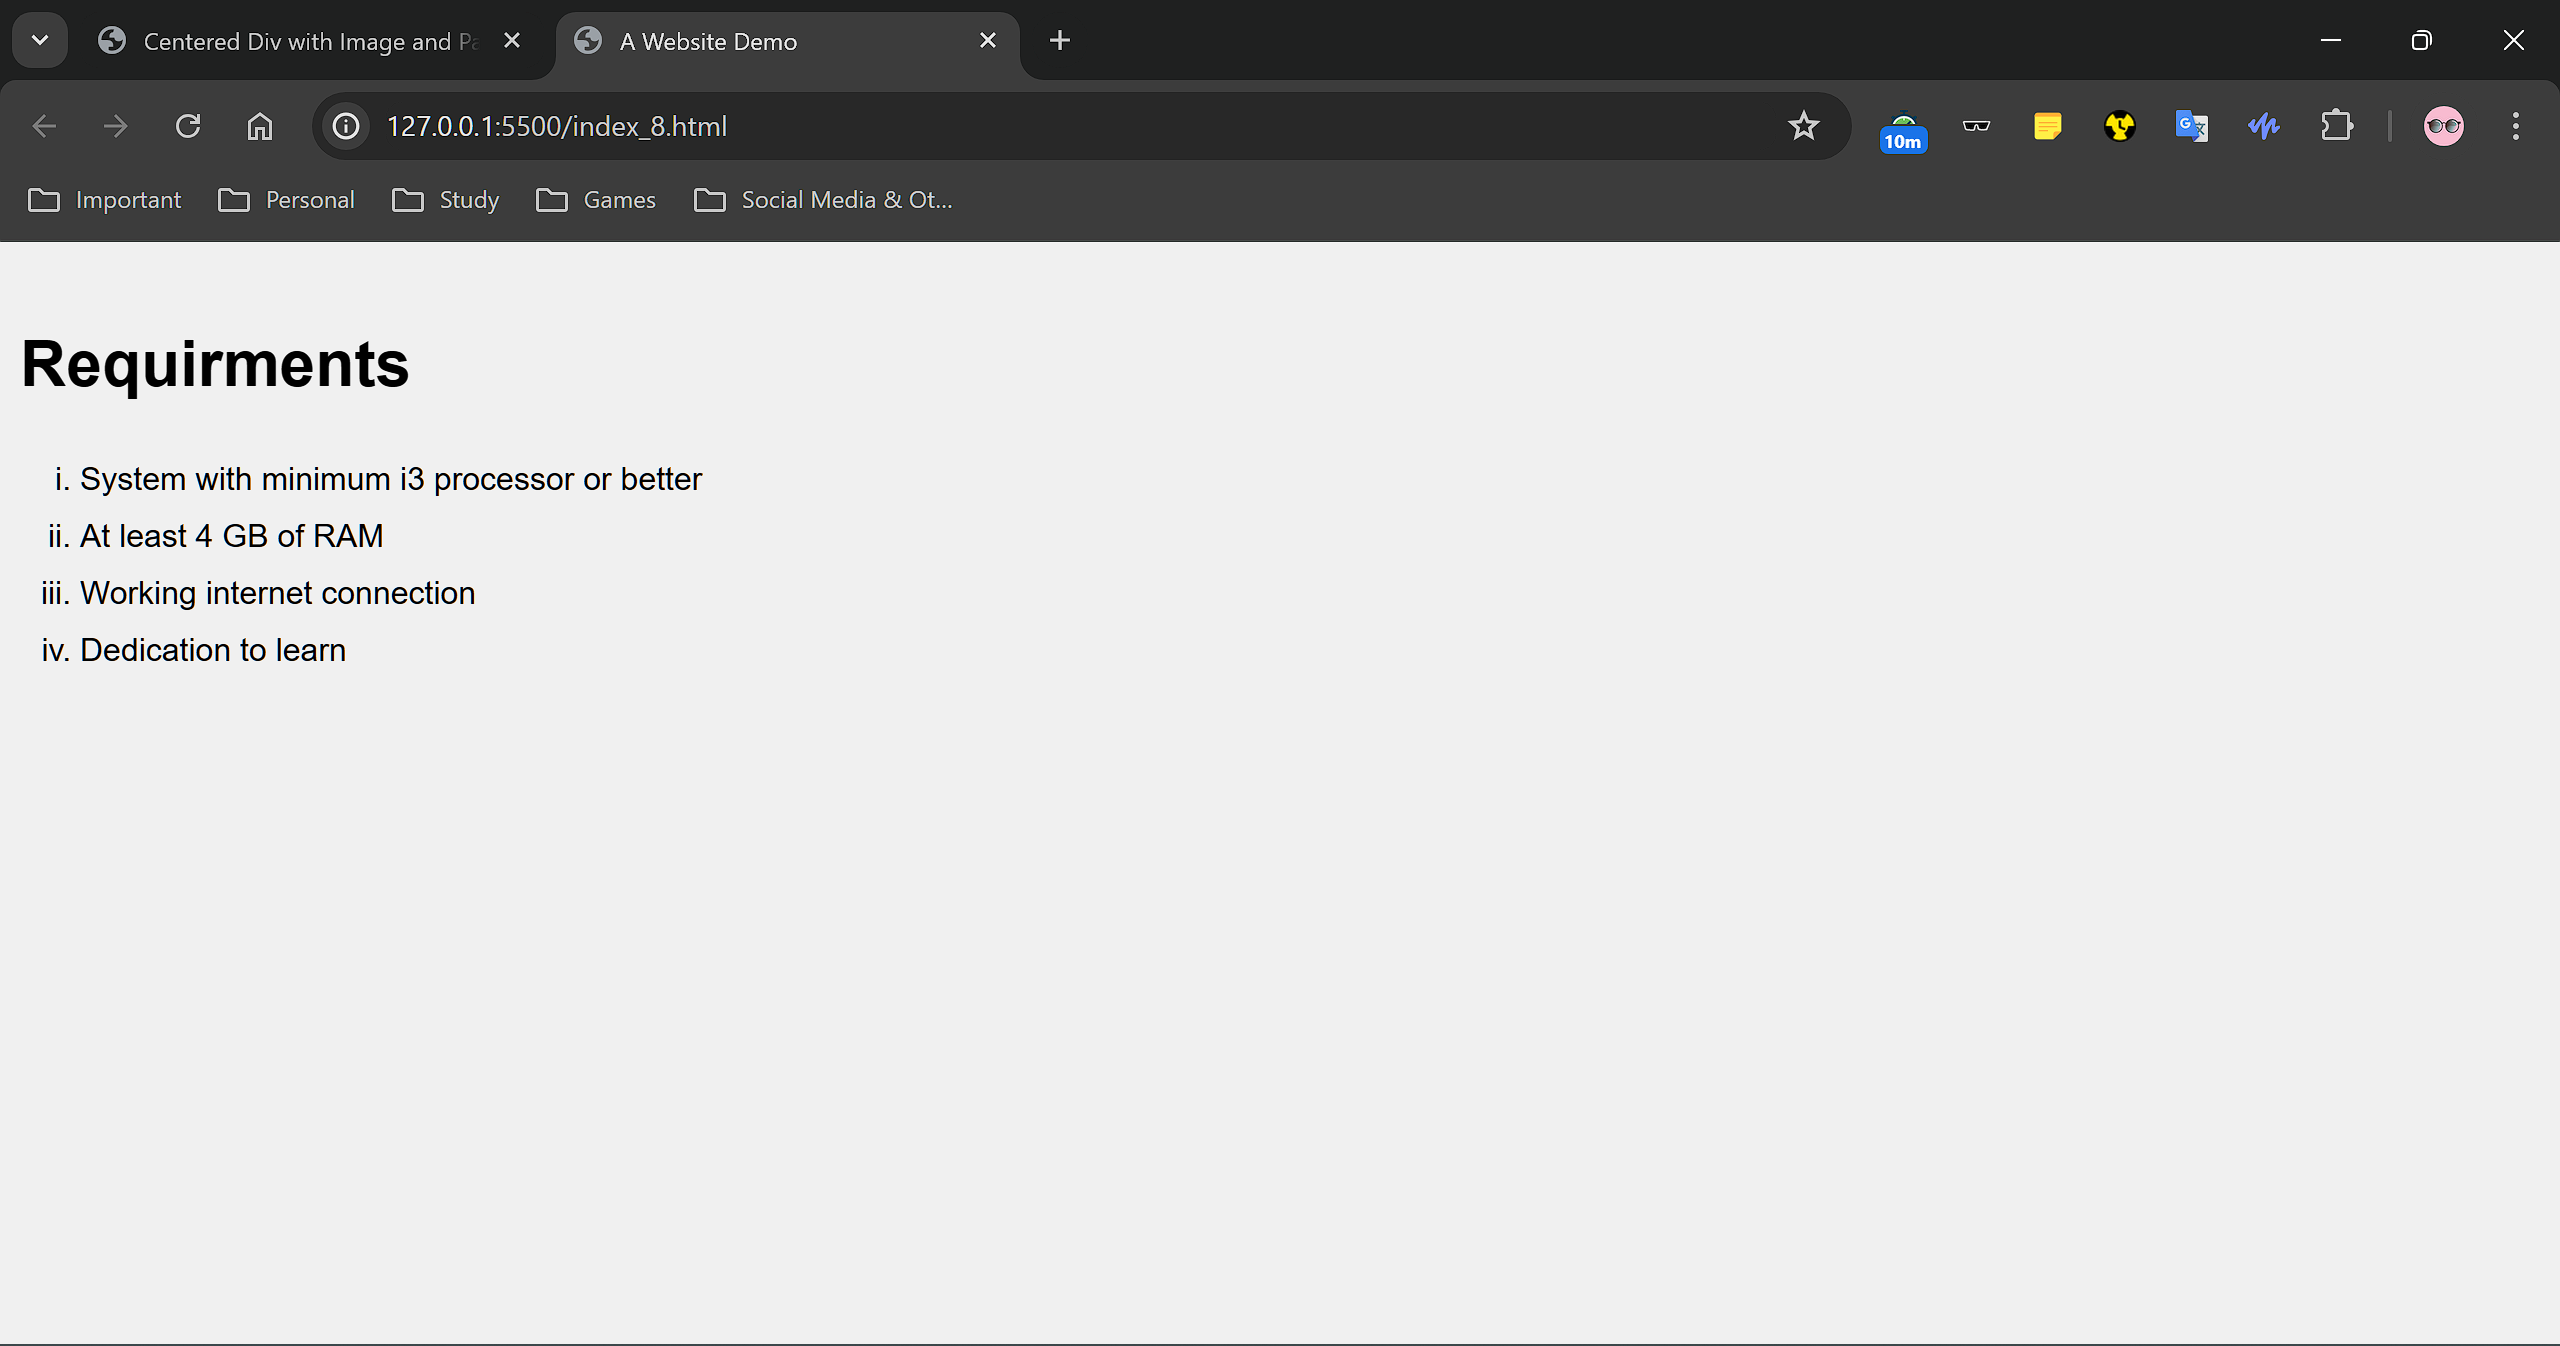 Centered Div with Image and
A Website Demo
127.0.0.1:5500/index_8.html
10m
Important
Personal
Study
Games
Social Media & Ot...
Requirments
i. System with minimum i3 processor or better
ii. At least 4 GB of RAM
iii. Working internet connection
iv. Dedication to learn